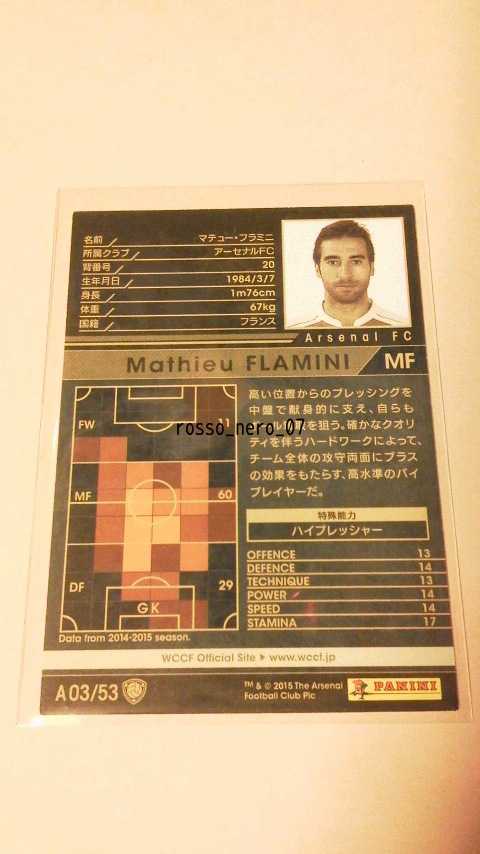 名前 マテュー・フラミニ
所属クラブ アーセナルFC
背番号 20
生年月日 1984/3/7
身長 1m76cm
体重 67kg
国籍 フランス
Arsenal FC
Mathieu FLAMINI MF
FW 11
MF 60
DF 29
GK
Data from 2014-2015 season.
高い位置からのプレッシングを
中盤で献身的に支え、自らも
ール を狙う。確かなクオリ
ティを伴うハードワークによって、
チーム全体の攻守両面にプラス
の効果をもたらす、高水準のバイ
プレイヤーだ。
rosso_nero_07
特殊能力
ハイプレッシャー
OFFENCE 13
DEFENCE 14
TECHNIQUE 13
POWER 14
SPEED 14
STAMINA 17
WCCF Official Site ▶ www.wccf.jp
A03/53
™ & © 2015 The Arsenal
Football Club Plc
PANINI